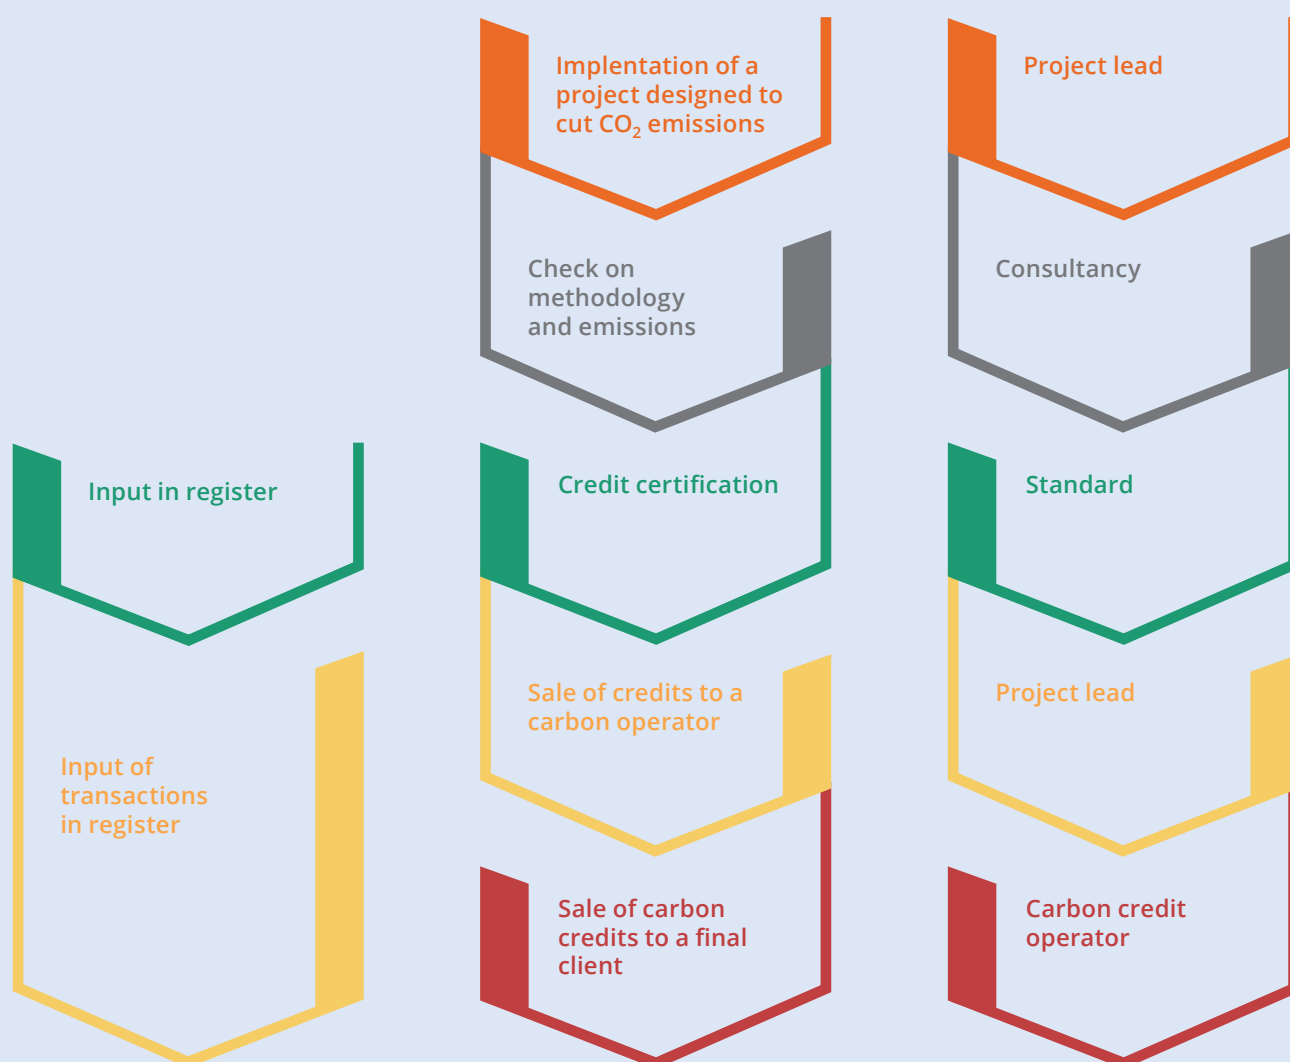 Implentation of a
project designed to
cut CO₂ emissions
Project lead
Check on
methodology
and emissions
Consultancy
Input in register
Credit certification
Standard
Input of
transactions
in register
Sale of credits to a
carbon operator
Project lead
Sale of carbon
credits to a final
client
Carbon credit
operator